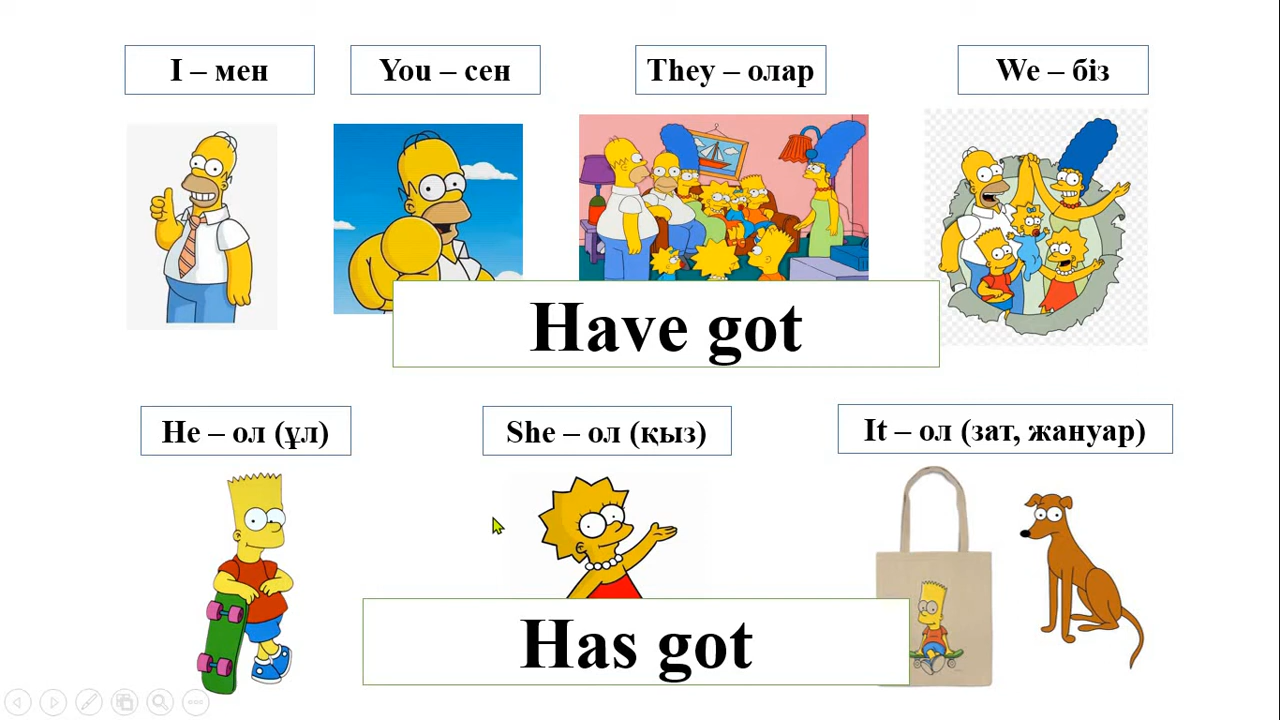 I – мен
You – сен
They – олар
We – біз
Have got
He – ол (ұл)
She – ол (қыз)
It – ол (зат, жануар)
Has got